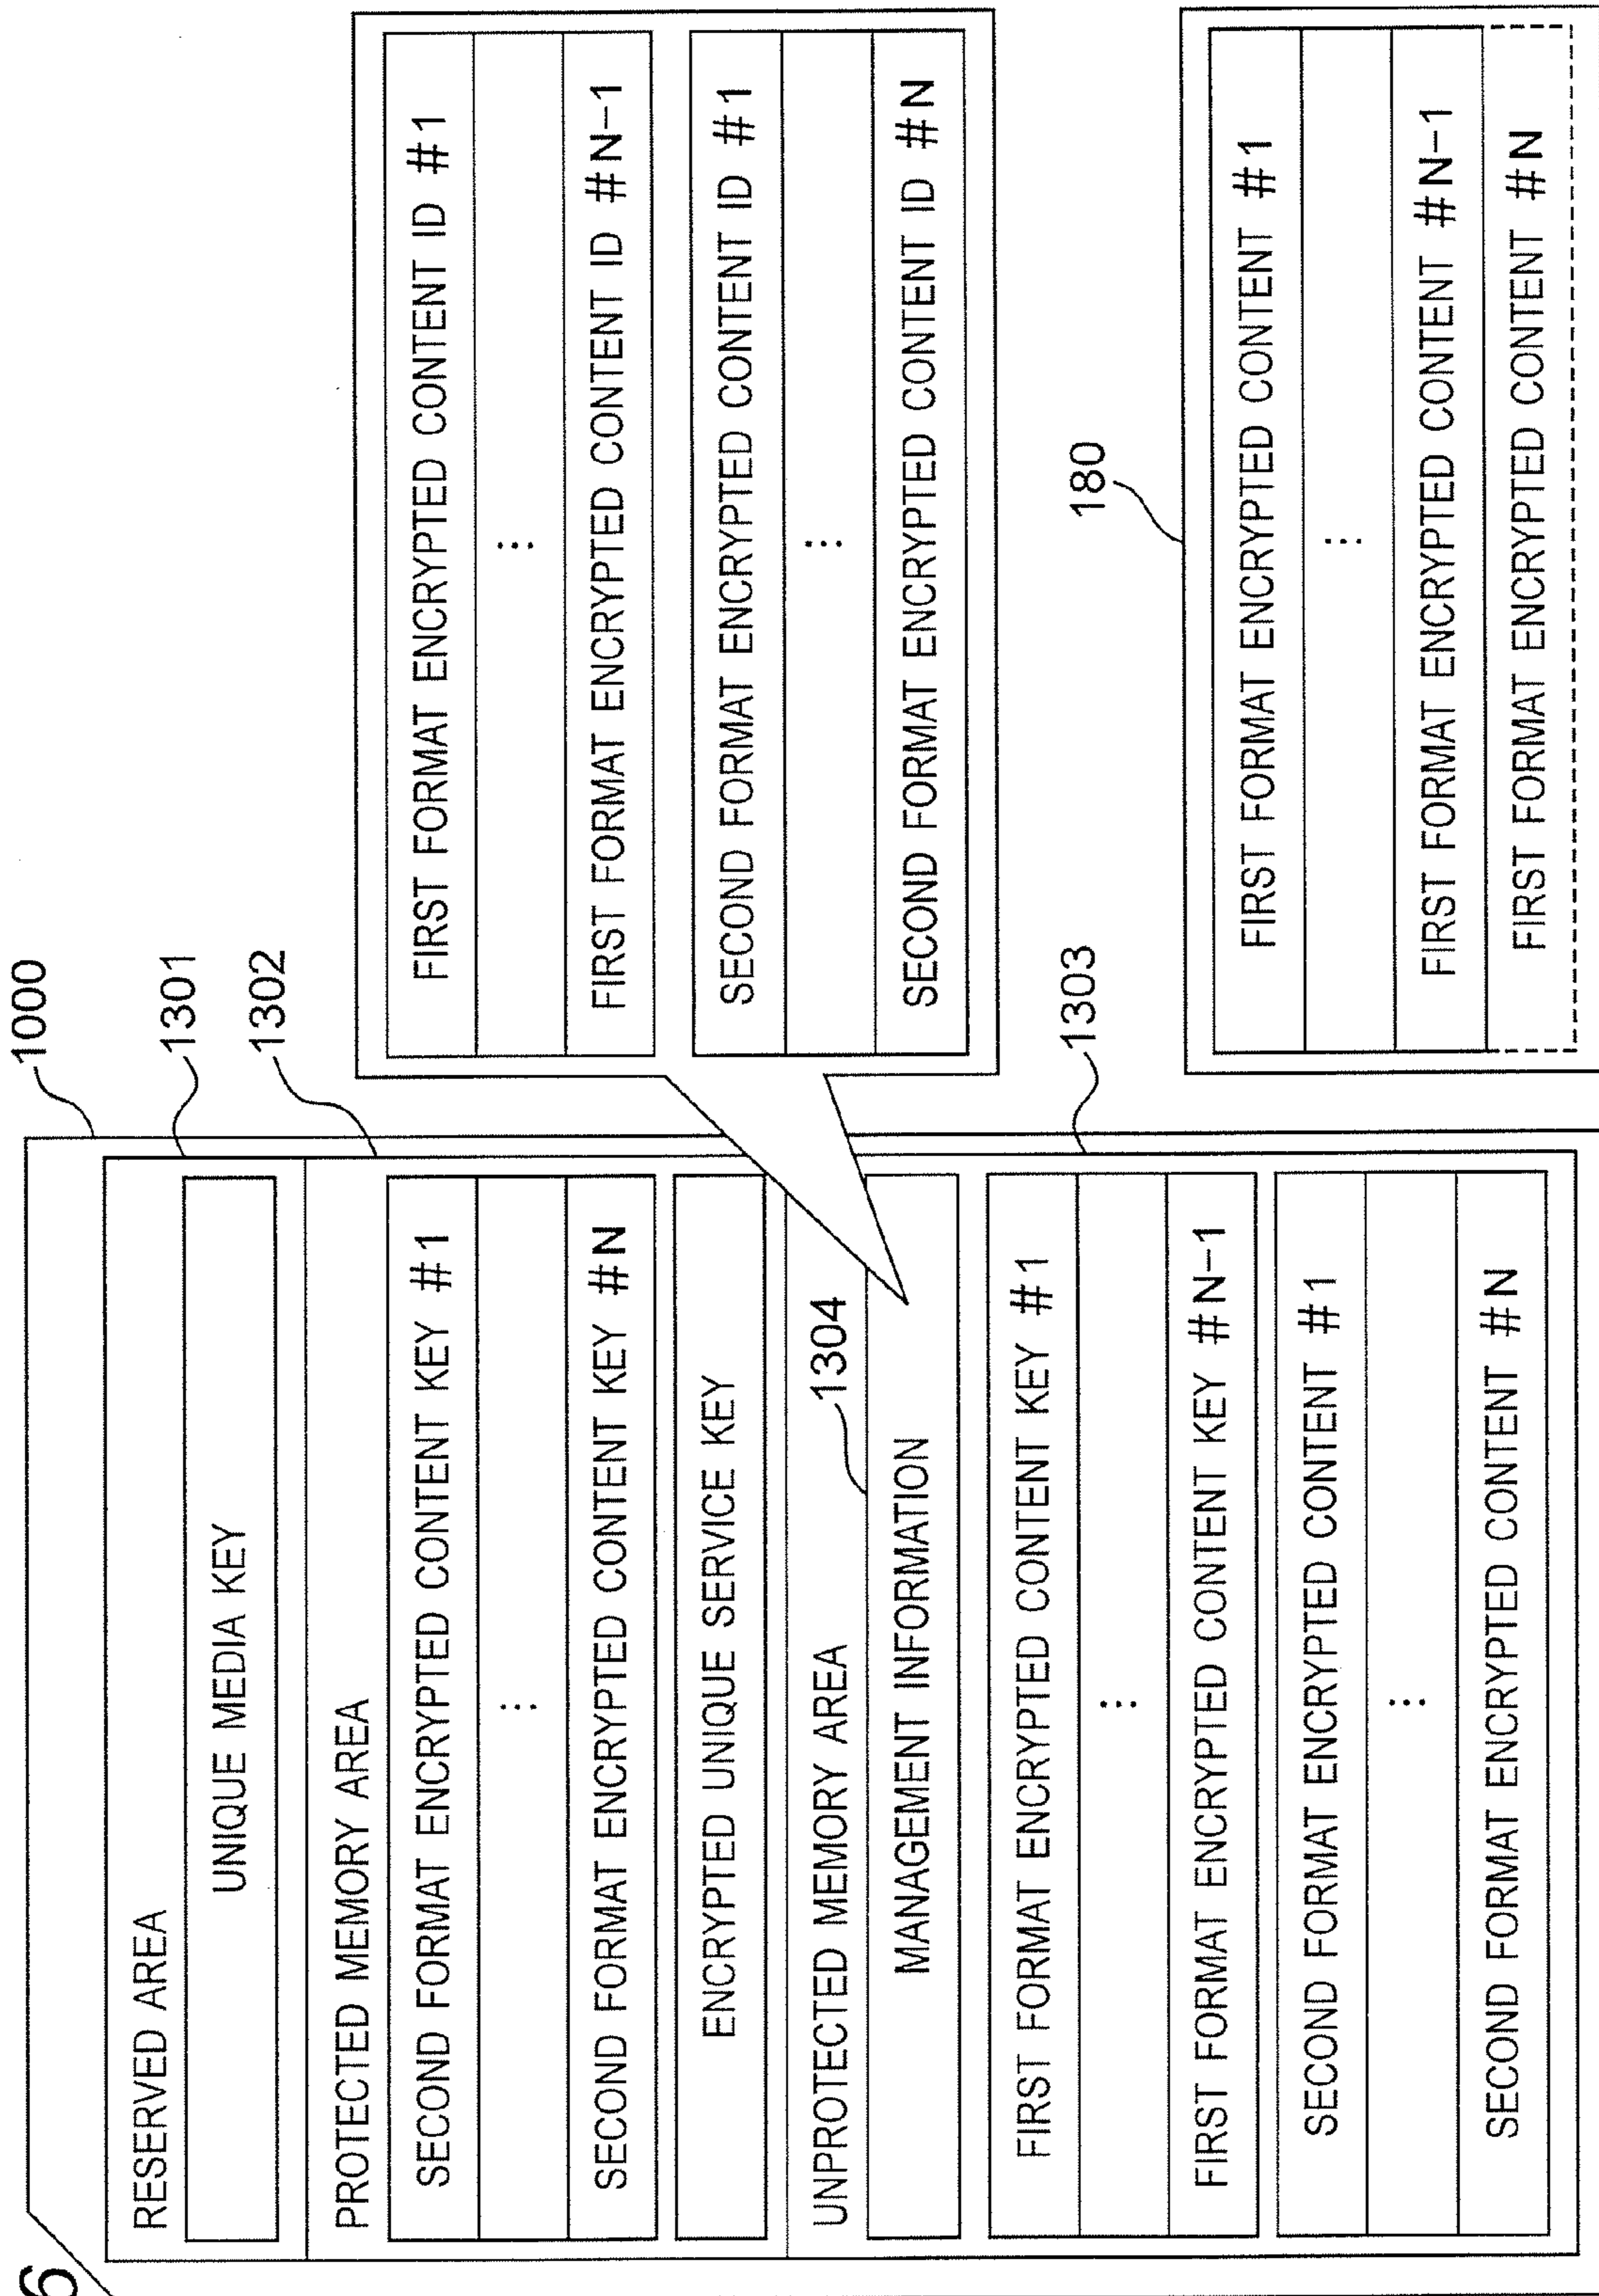 1000
RESERVED AREA
1301
UNIQUE MEDIA KEY
PROTECTED MEMORY AREA
1302
SECOND FORMAT ENCRYPTED CONTENT KEY #1
⋮
SECOND FORMAT ENCRYPTED CONTENT KEY #N
ENCRYPTED UNIQUE SERVICE KEY
UNPROTECTED MEMORY AREA
1304
MANAGEMENT INFORMATION
1303
FIRST FORMAT ENCRYPTED CONTENT KEY #1
⋮
FIRST FORMAT ENCRYPTED CONTENT KEY #N-1
SECOND FORMAT ENCRYPTED CONTENT #1
⋮
SECOND FORMAT ENCRYPTED CONTENT #N
FIRST FORMAT ENCRYPTED CONTENT ID #1
⋮
FIRST FORMAT ENCRYPTED CONTENT ID #N-1
SECOND FORMAT ENCRYPTED CONTENT ID #1
⋮
SECOND FORMAT ENCRYPTED CONTENT ID #N
180
FIRST FORMAT ENCRYPTED CONTENT #1
⋮
FIRST FORMAT ENCRYPTED CONTENT #N-1
FIRST FORMAT ENCRYPTED CONTENT #N